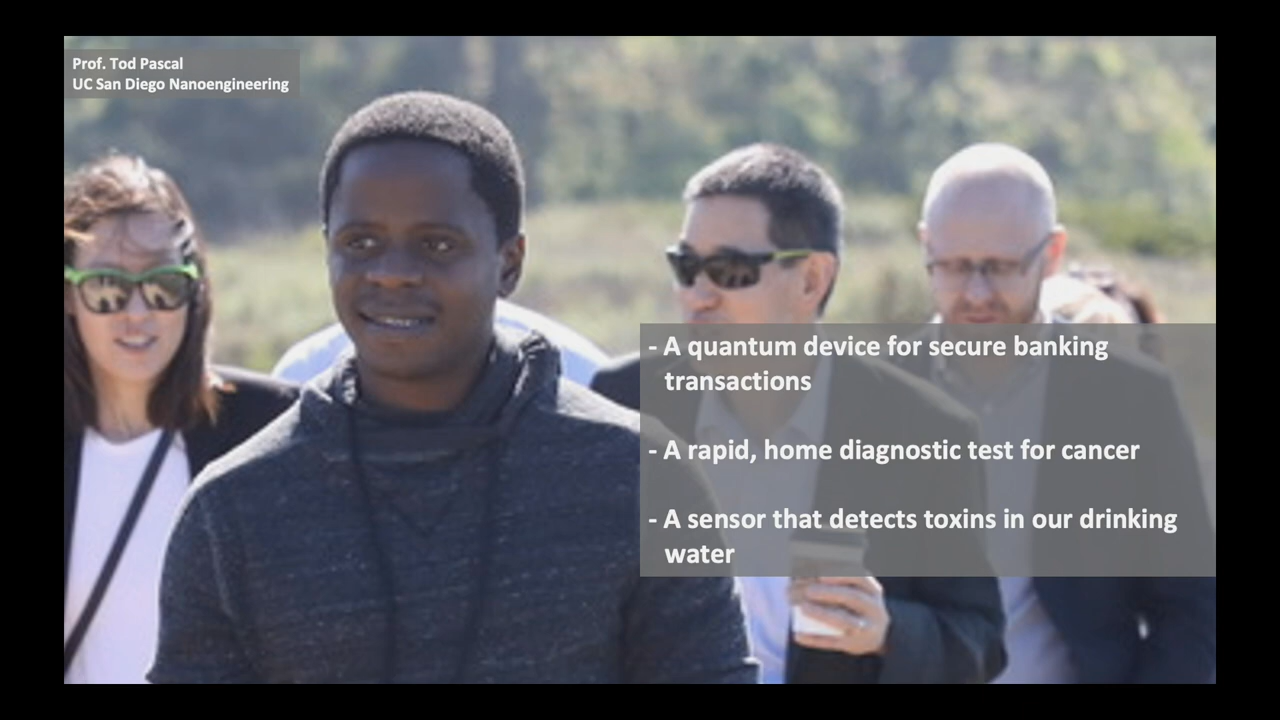 Prof. Tod Pascal
UC San Diego Nanoengineering
- A quantum device for secure banking
transactions
- A rapid, home diagnostic test for cancer
- A sensor that detects toxins in our drinking
water